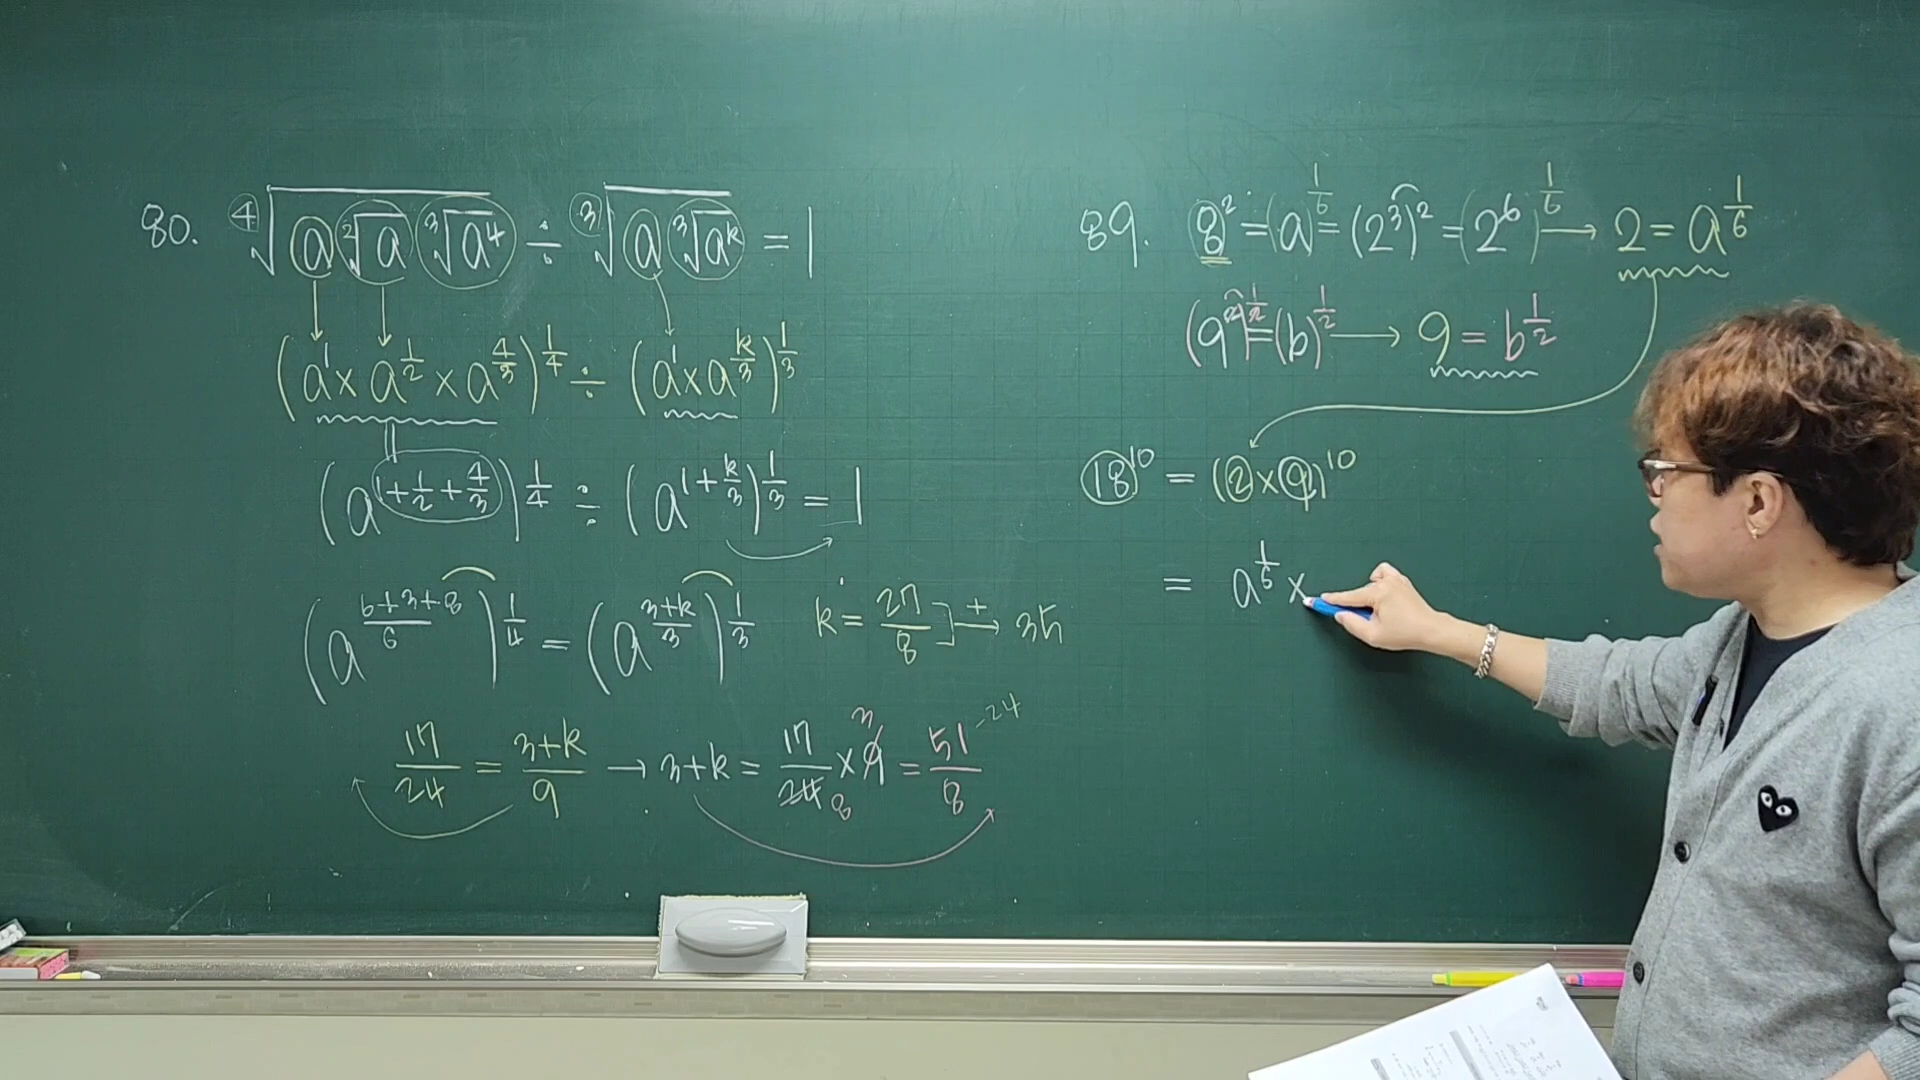 80. ⁴√(a ²√a ³√a⁴) ÷ ³√(a ³√aᵏ) = 1
(a¹ × a^(1/2) × a^(4/3))^(1/4) ÷ (a¹ × a^(k/3))^(1/3)
(a^(1+1/2+4/3))^(1/4) ÷ (a^(1+k/3))^(1/3) = 1
(a^((6+3+8)/6))^(1/4) = (a^((3+k)/3))^(1/3)
k = 27/8 ] +→ 35
17/24 = (3+k)/9 → 3+k = 17/24 8 × 9 3 = 51/8 -24
89. 8² = (a)^(1/6) = (2³)² = (2⁶)^(1/6) → 2 = a^(1/6)
(9²)^(1/2) = (b)^(1/2) → 9 = b^(1/2)
18¹⁰ = (2×9)¹⁰
= a^(1/6) ×